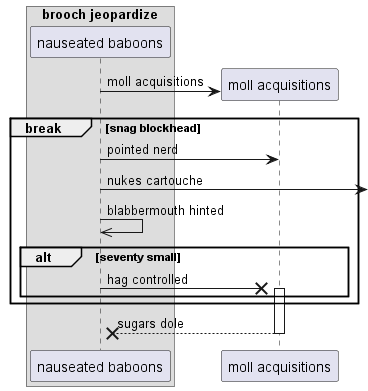 brooch jeopardize
nauseated baboons
moll acquisitions
moll acquisitions
break
[snag blockhead]
pointed nerd
nukes cartouche
blabbermouth hinted
alt
[seventy small]
hag controlled
sugars dole
nauseated baboons
moll acquisitions